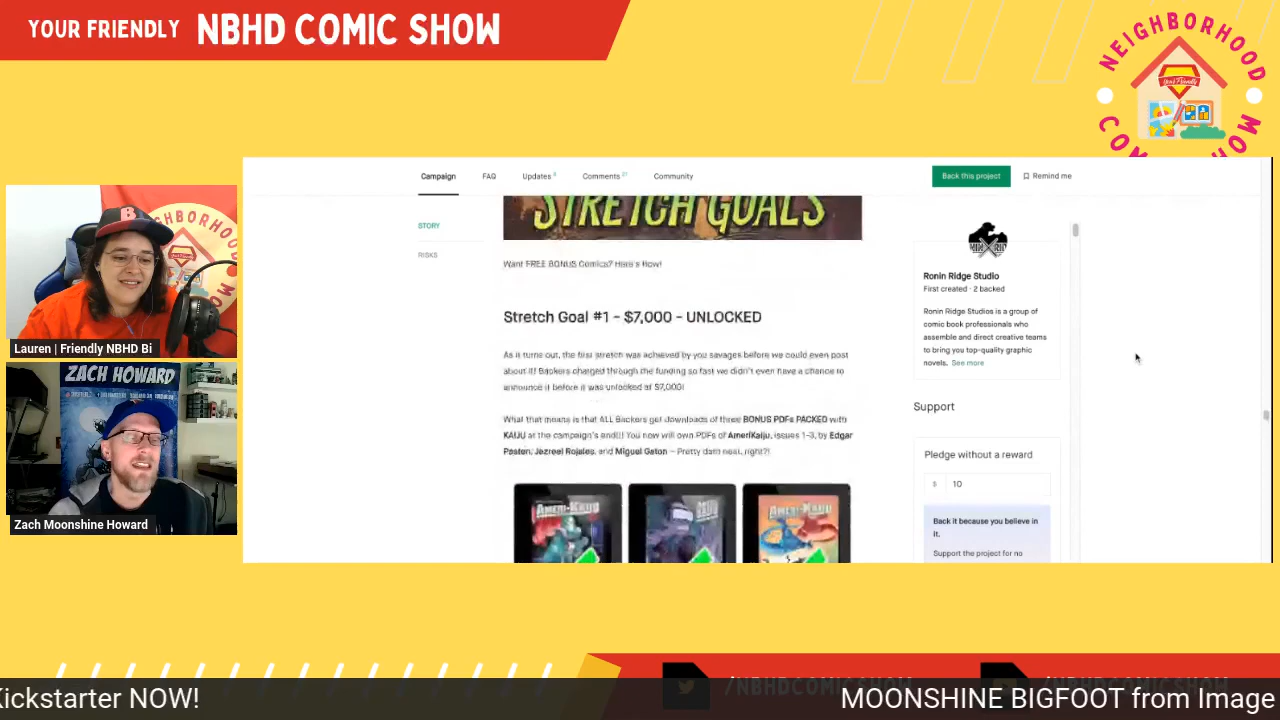 YOUR FRIENDLY NBHD COMIC SHOW
NEIGHBORHOOD
Your Friendly
Campaign FAQ Updates 8 Comments 21 Community
Back this project Remind me
STORY
RISKS
STRETCH GOALS
Want FREE BONUS Comics? Here's How!
Stretch Goal #1 - $7,000 - UNLOCKED
As it turns out, the first stretch was achieved by you savages before we could even post
about it! Backers charged through the funding so fast we didn't even have a chance to
announce it before it was unlocked at $7,000!
What that means is that ALL Backers get downloads of three BONUS PDFs PACKED with
KAIJU at the campaign's end!!! You now will own PDFs of AmeriKaiju, issues 1-3, by Edgar
Pasten, Jezreel Rojales, and Miguel Gaton – Pretty darn neat, right?!
Ronin Ridge Studio
First created · 2 backed
Ronin Ridge Studios is a group of
comic book professionals who
assemble and direct creative teams
to bring you top-quality graphic
novels. See more
Support
Pledge without a reward
$ 10
Back it because you believe in
it.
Support the project for no
NEIGHBORHOOD
Lauren | Friendly NBHD Bi
ZACH HOWARD
Zach Moonshine Howard
/NBHDCOMICSHOW
/NBHDCOMICSHOW
Kickstarter NOW!
MOONSHINE BIGFOOT from Image